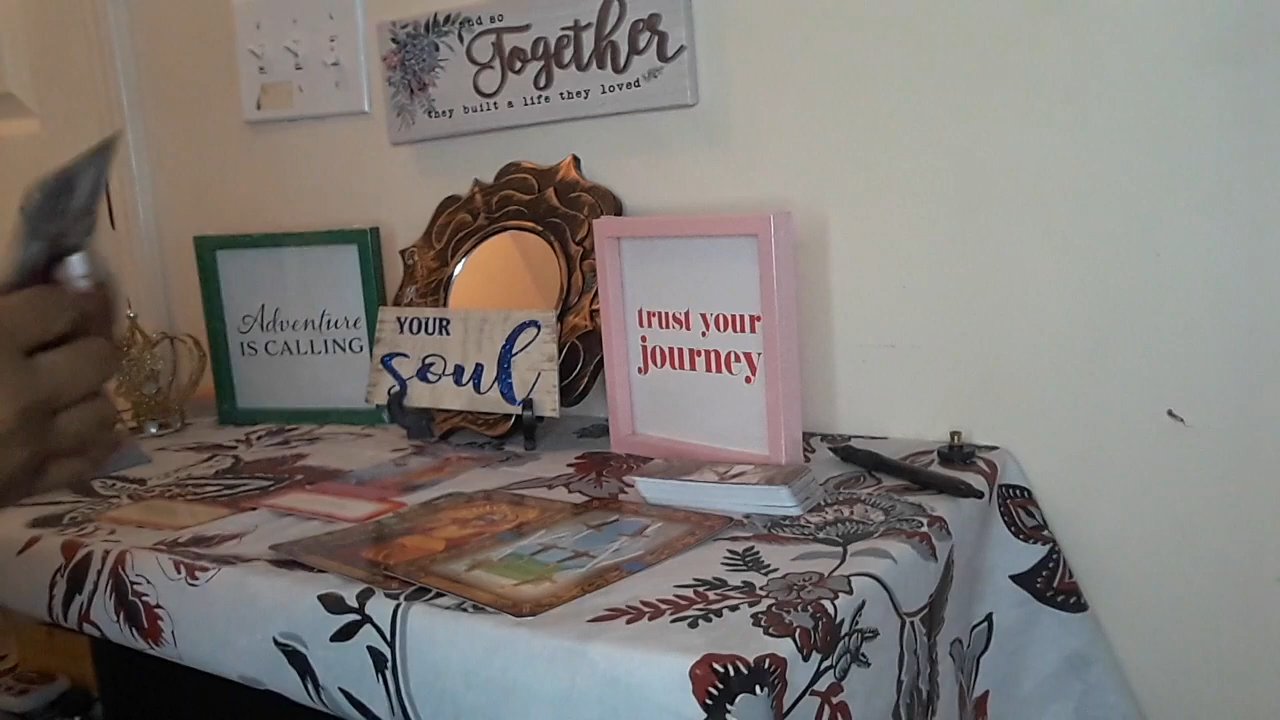 and so
Together
they built a life they loved
Adventure
IS CALLING
YOUR
soul
trust your
journey